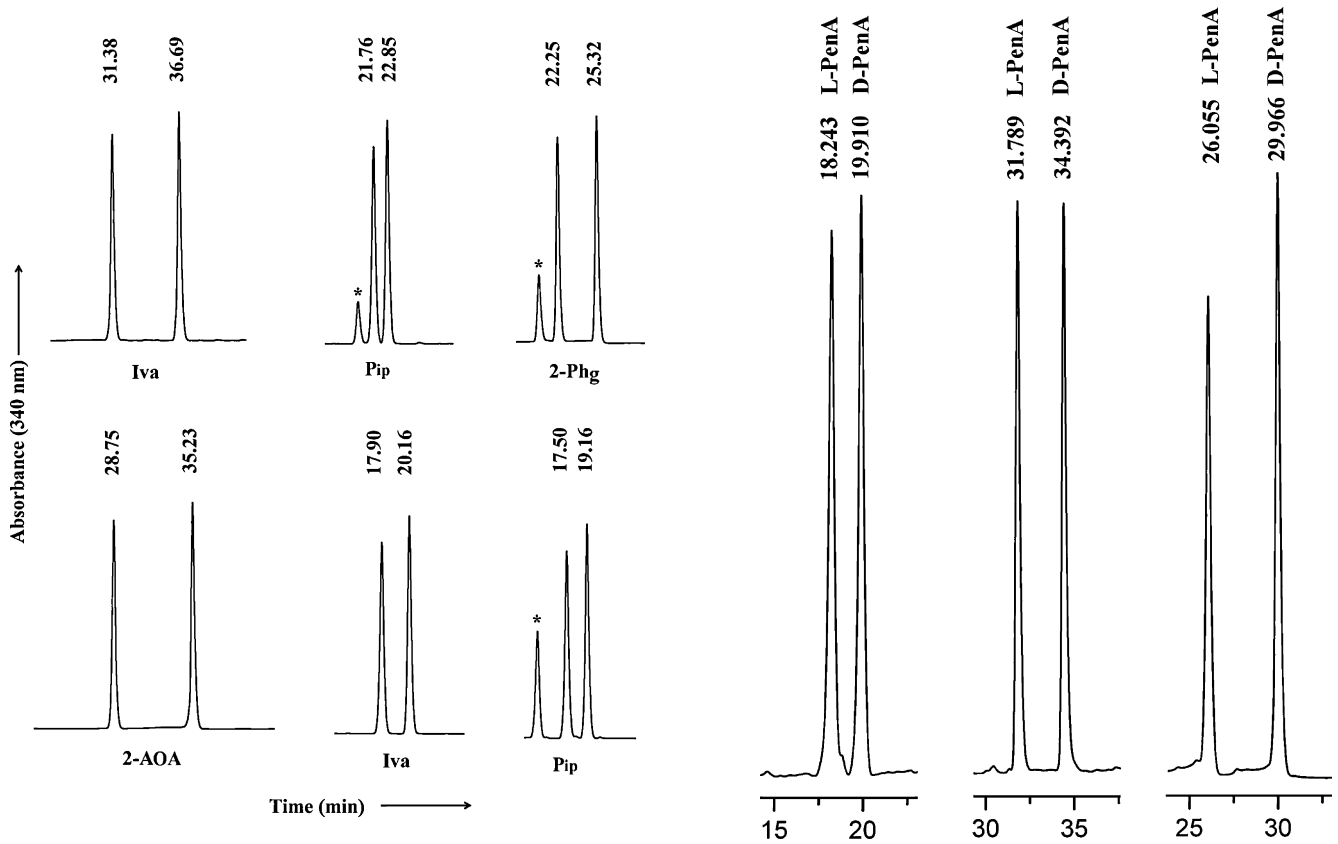 31.38 36.69
Iva
21.76 22.85
*
Pip
22.25 25.32
*
2-Phg
28.75 35.23
2-AOA
17.90 20.16
Iva
17.50 19.16
*
Pip
Absorbance (340 nm)
Time (min)
18.243 L-PenA
19.910 D-PenA
15 20
31.789 L-PenA
34.392 D-PenA
30 35
26.055 L-PenA
29.966 D-PenA
25 30